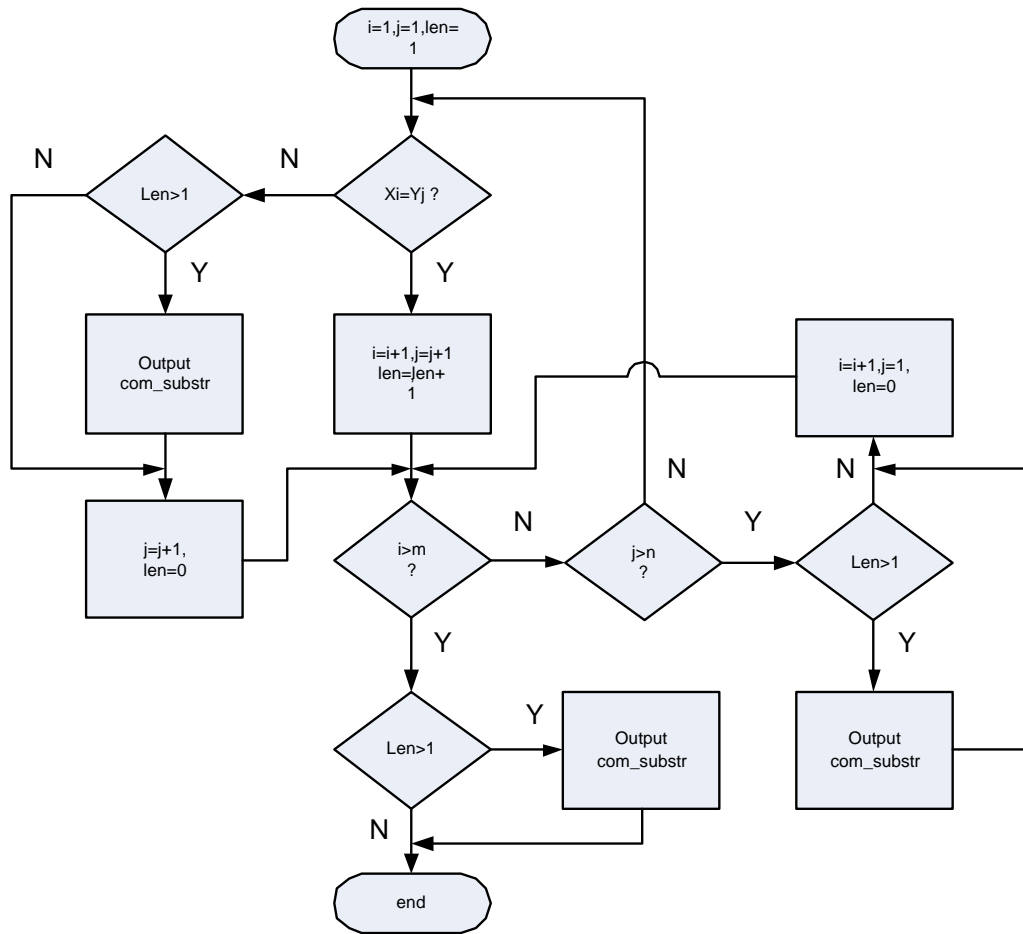 i=1,j=1,len=
1
N
N
Len>1
Xi=Yj ?
Y
Y
Output
com_substr
i=i+1,j=j+1
,
len=len+
1
i=i+1,j=1,
len=0
N
N
j=j+1,
len=0
i>m
?
N
j>n
?
Y
Len>1
Y
Y
Len>1
Y
Output
com_substr
Output
com_substr
N
end